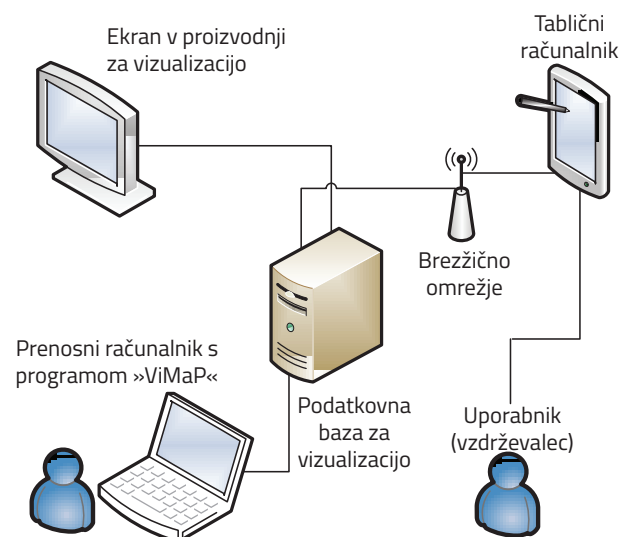 Ekran v proizvodnji
za vizualizacijo
Tablični
računalnik
Brezžično
omrežje
Prenosni računalnik s
programom »ViMaP«
Podatkovna
baza za
vizualizacijo
Uporabnik
(vzdrževalec)